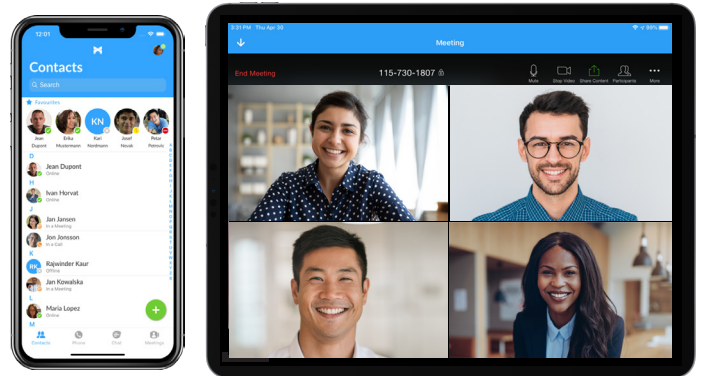 12:01
Contacts
Search
Favourites
KN
Jean Dupont
Erika Mustermann
Kari Nordmann
Josef Novak
Petar Petrovic
D
Jean Dupont
Online
H
Ivan Horvat
Online
J
Jan Jansen
In a Meeting
Jon Jonsson
In a Call
K
RK
Rajwinder Kaur
Offline
Jan Kowalska
In a Meeting
L
Maria Lopez
Online
M
Contacts Phone Chat Meetings
3:31 PM Thu Apr 20
99%
Meeting
End Meeting
115-730-1807
Mute Stop Video Share Content Participants More